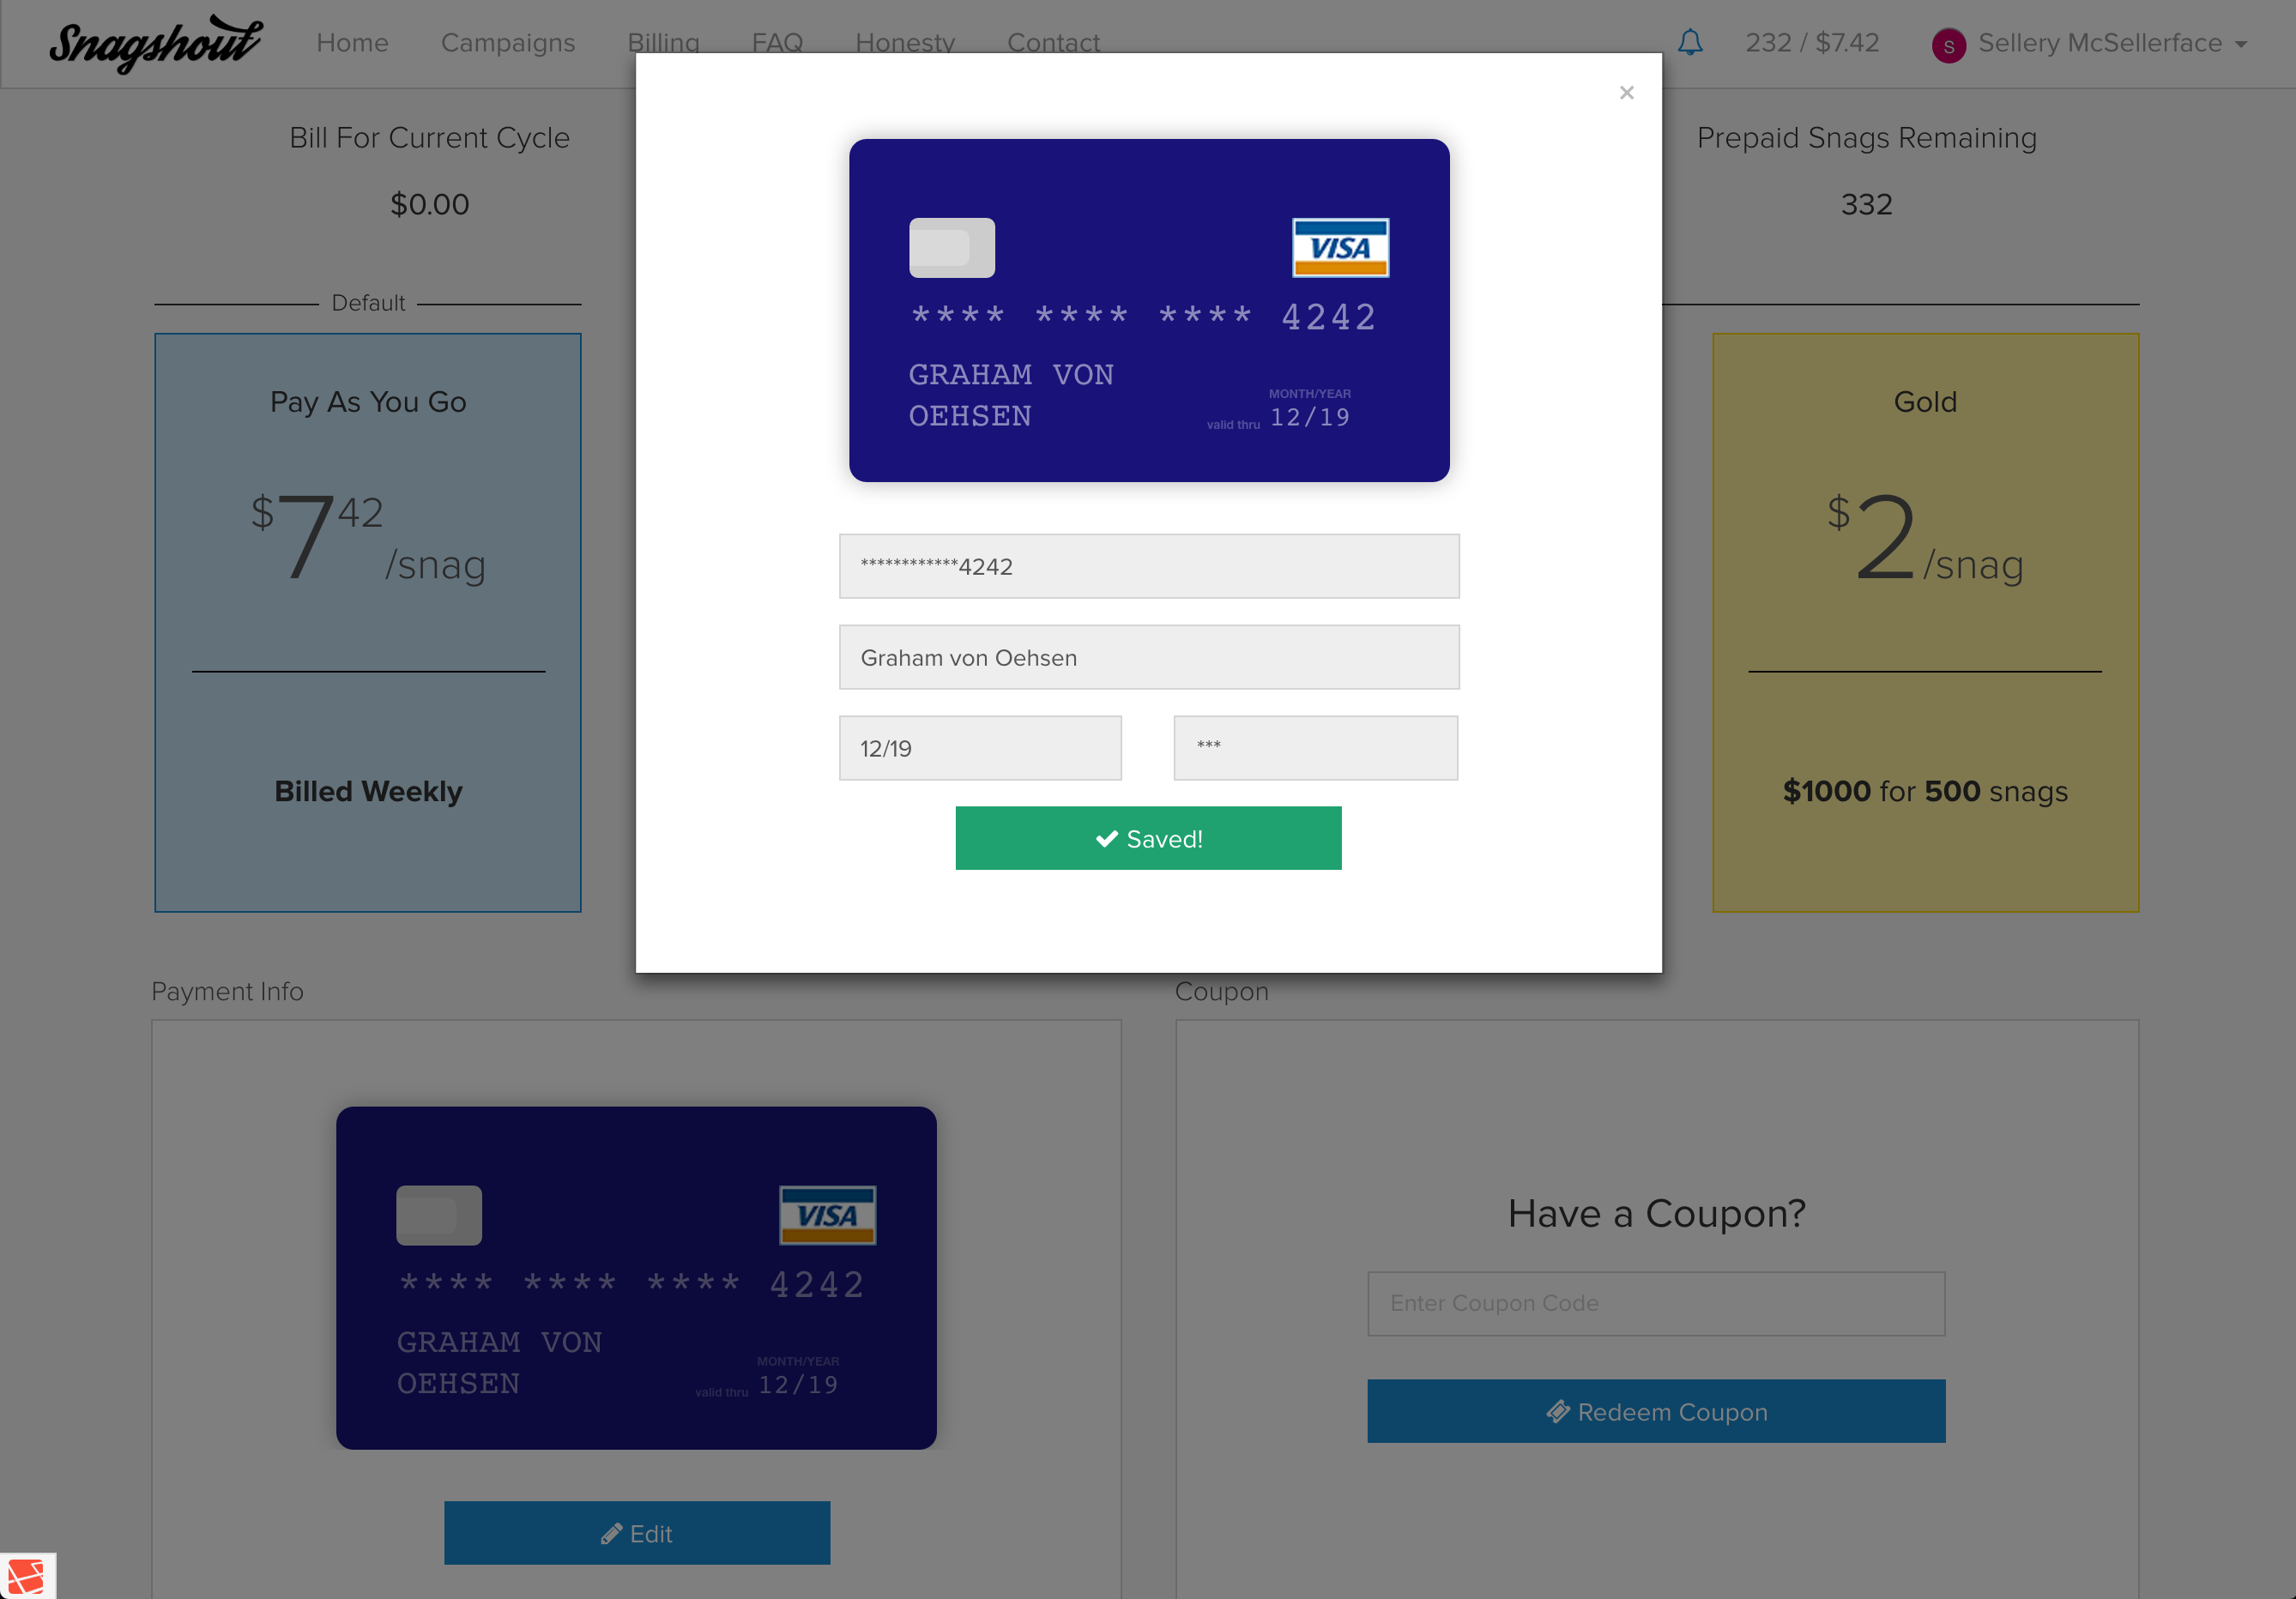 Snagshout Home Campaigns Billing FAQ Honesty Contact 232 / $7.42 S Sellery McSellerface
×
Bill For Current Cycle
$0.00
Prepaid Snags Remaining
332
Default
Pay As You Go
$7 42 /snag
Billed Weekly
VISA
**** **** **** 4242
GRAHAM VON
OEHSEN
MONTH/YEAR
valid thru 12/19
************4242
Graham von Oehsen
12/19 ***
Saved!
Gold
$2 /snag
$1000 for 500 snags
Payment Info
VISA
**** **** **** 4242
GRAHAM VON
OEHSEN
MONTH/YEAR
valid thru 12/19
Edit
Coupon
Have a Coupon?
Enter Coupon Code
Redeem Coupon